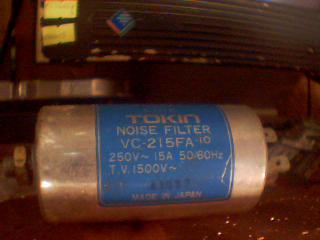 TOKIN
NOISE FILTER
VC-215FA-10
250V~ 15A 50/60Hz
T.V.1500V~
MADE IN JAPAN